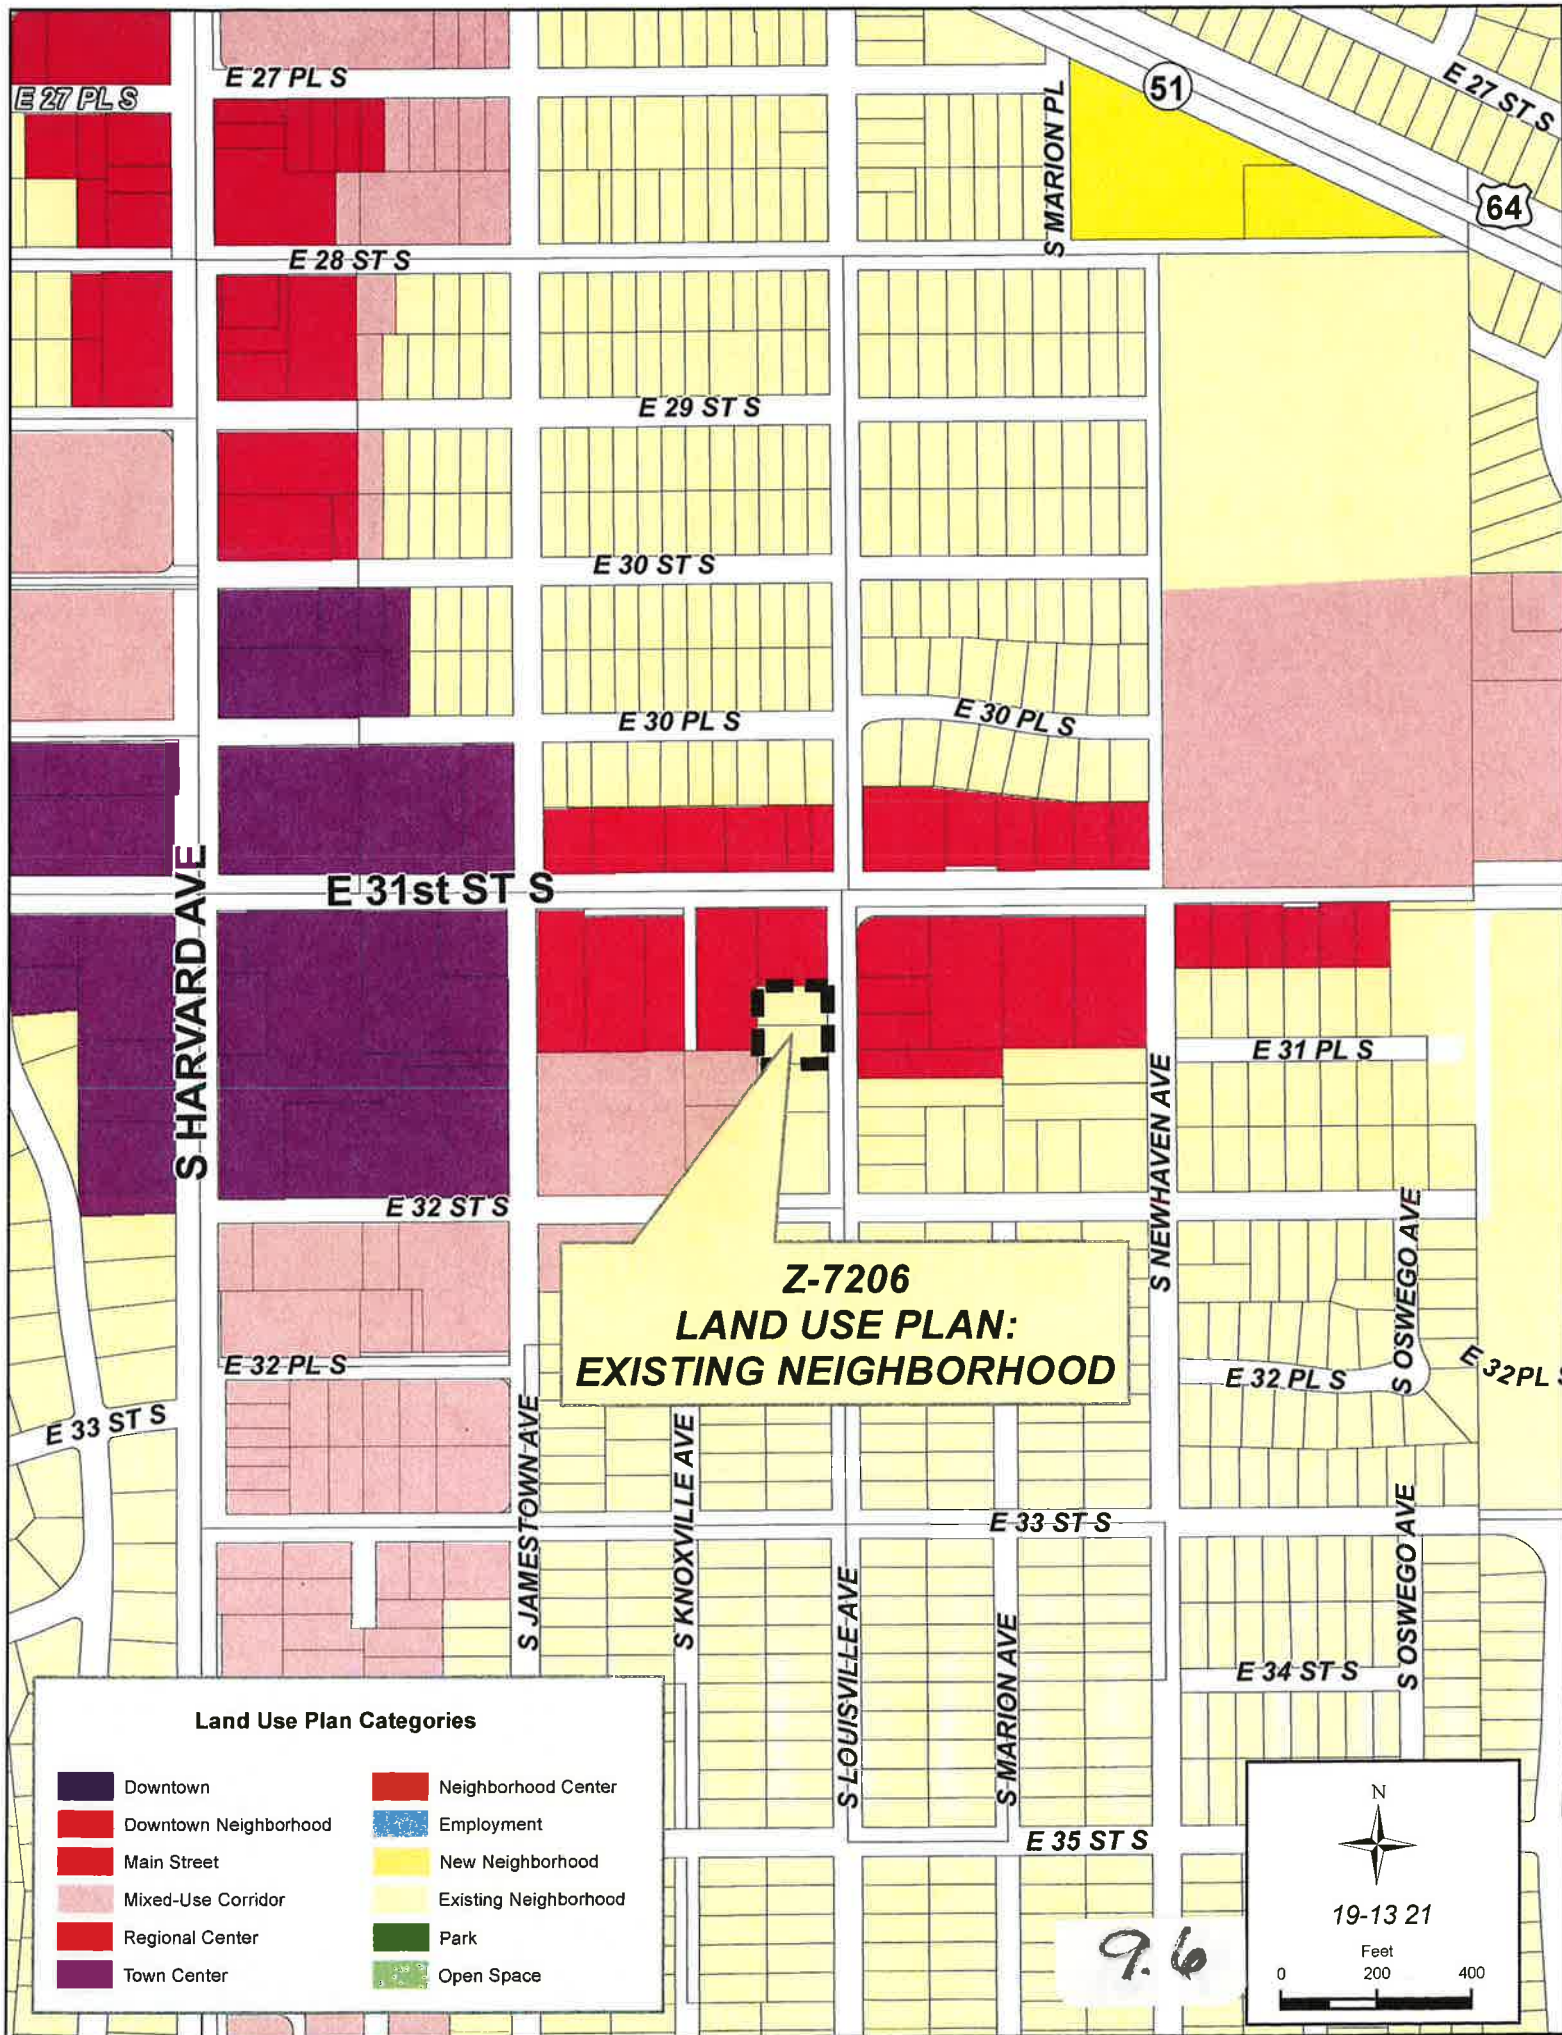 E 27 PL S
E 27 PL S
51
E 27 ST S
S MARION PL
64
E 28 ST S
E 29 ST S
E 30 ST S
E 30 PL S
E 30 PL S
E 31st ST S
S HARVARD AVE
E 31 PL S
S NEWHAVEN AVE
E 32 ST S
S OSWEGO AVE
Z-7206
LAND USE PLAN:
EXISTING NEIGHBORHOOD
E 32 PL S
E 32 PL S
E 32 PL S
E 33 ST S
S JAMESTOWN AVE
S KNOXVILLE AVE
E 33 ST S
S LOUISVILLE AVE
S MARION AVE
S OSWEGO AVE
E 34 ST S
E 35 ST S
Land Use Plan Categories
Downtown
Downtown Neighborhood
Main Street
Mixed-Use Corridor
Regional Center
Town Center
Neighborhood Center
Employment
New Neighborhood
Existing Neighborhood
Park
Open Space
9.6
N
19-13 21
Feet
0 200 400